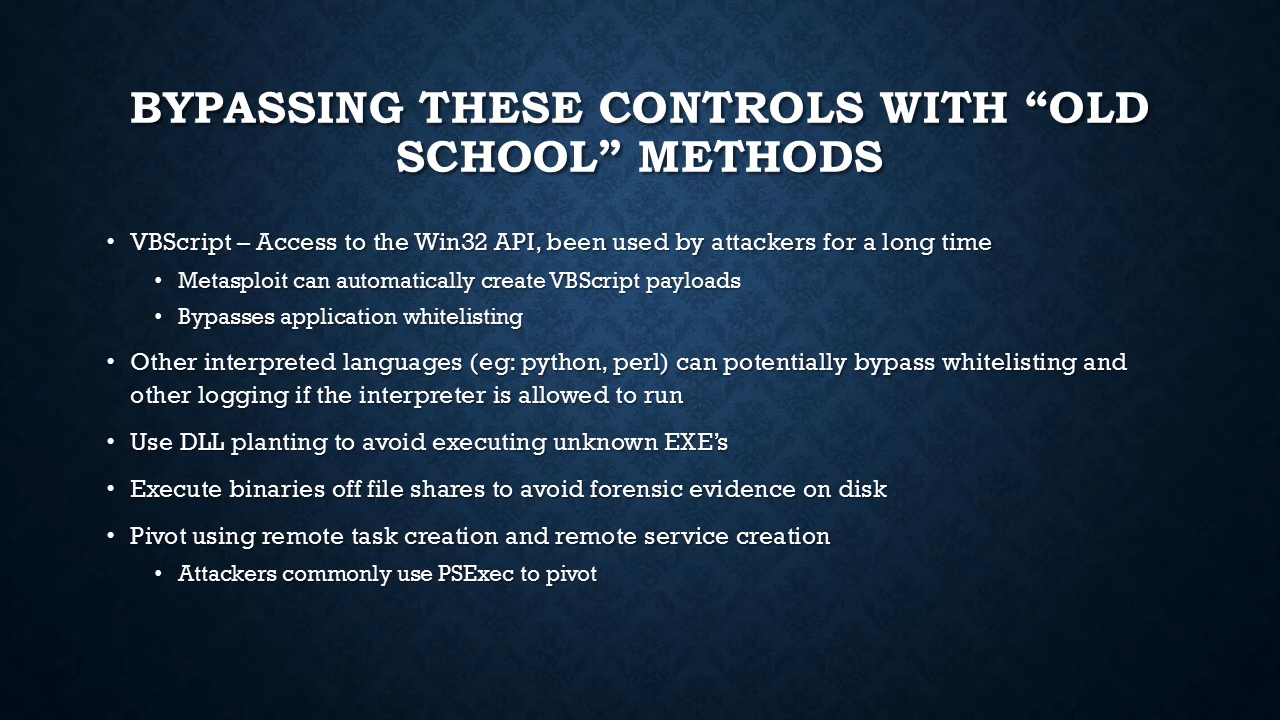 BYPASSING THESE CONTROLS WITH “OLD
SCHOOL” METHODS
• VBScript – Access to the Win32 API, been used by attackers for a long time
• Metasploit can automatically create VBScript payloads
• Bypasses application whitelisting
• Other interpreted languages (eg: python, perl) can potentially bypass whitelisting and
other logging if the interpreter is allowed to run
• Use DLL planting to avoid executing unknown EXE’s
• Execute binaries off file shares to avoid forensic evidence on disk
• Pivot using remote task creation and remote service creation
• Attackers commonly use PSExec to pivot